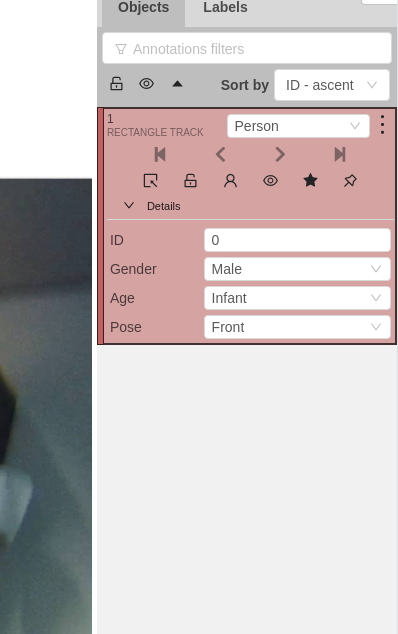 Objects Labels
Annotations filters
Sort by ID - ascent
1
RECTANGLE TRACK
Person
Details
ID 0
Gender Male
Age Infant
Pose Front